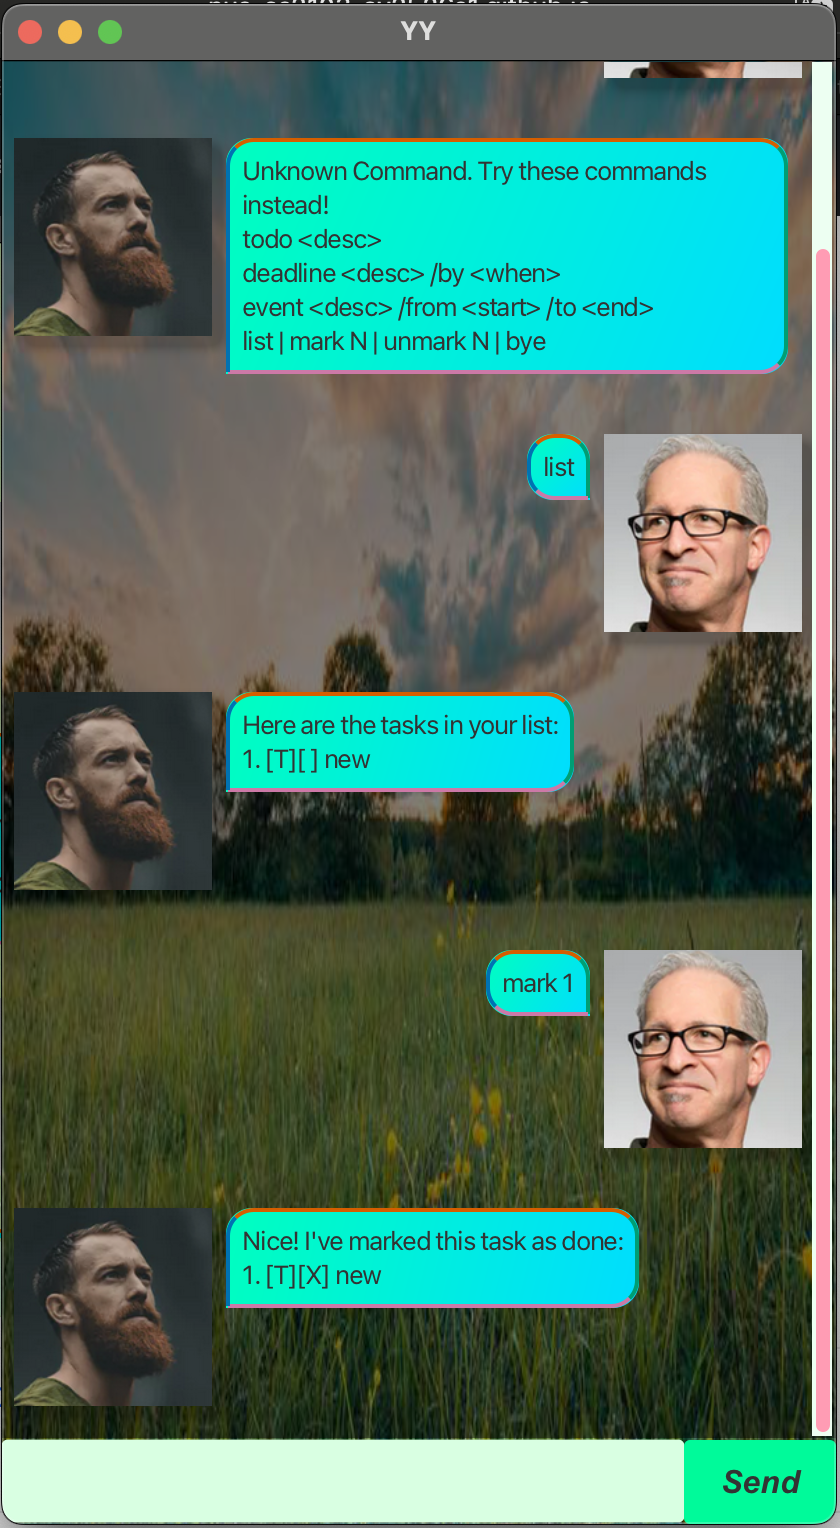 YY
Unknown Command. Try these commands
instead!
todo <desc>
deadline <desc> /by <when>
event <desc> /from <start> /to <end>
list | mark N | unmark N | bye
list
Here are the tasks in your list:
1. [T][ ] new
mark 1
Nice! I've marked this task as done:
1. [T][X] new
Send